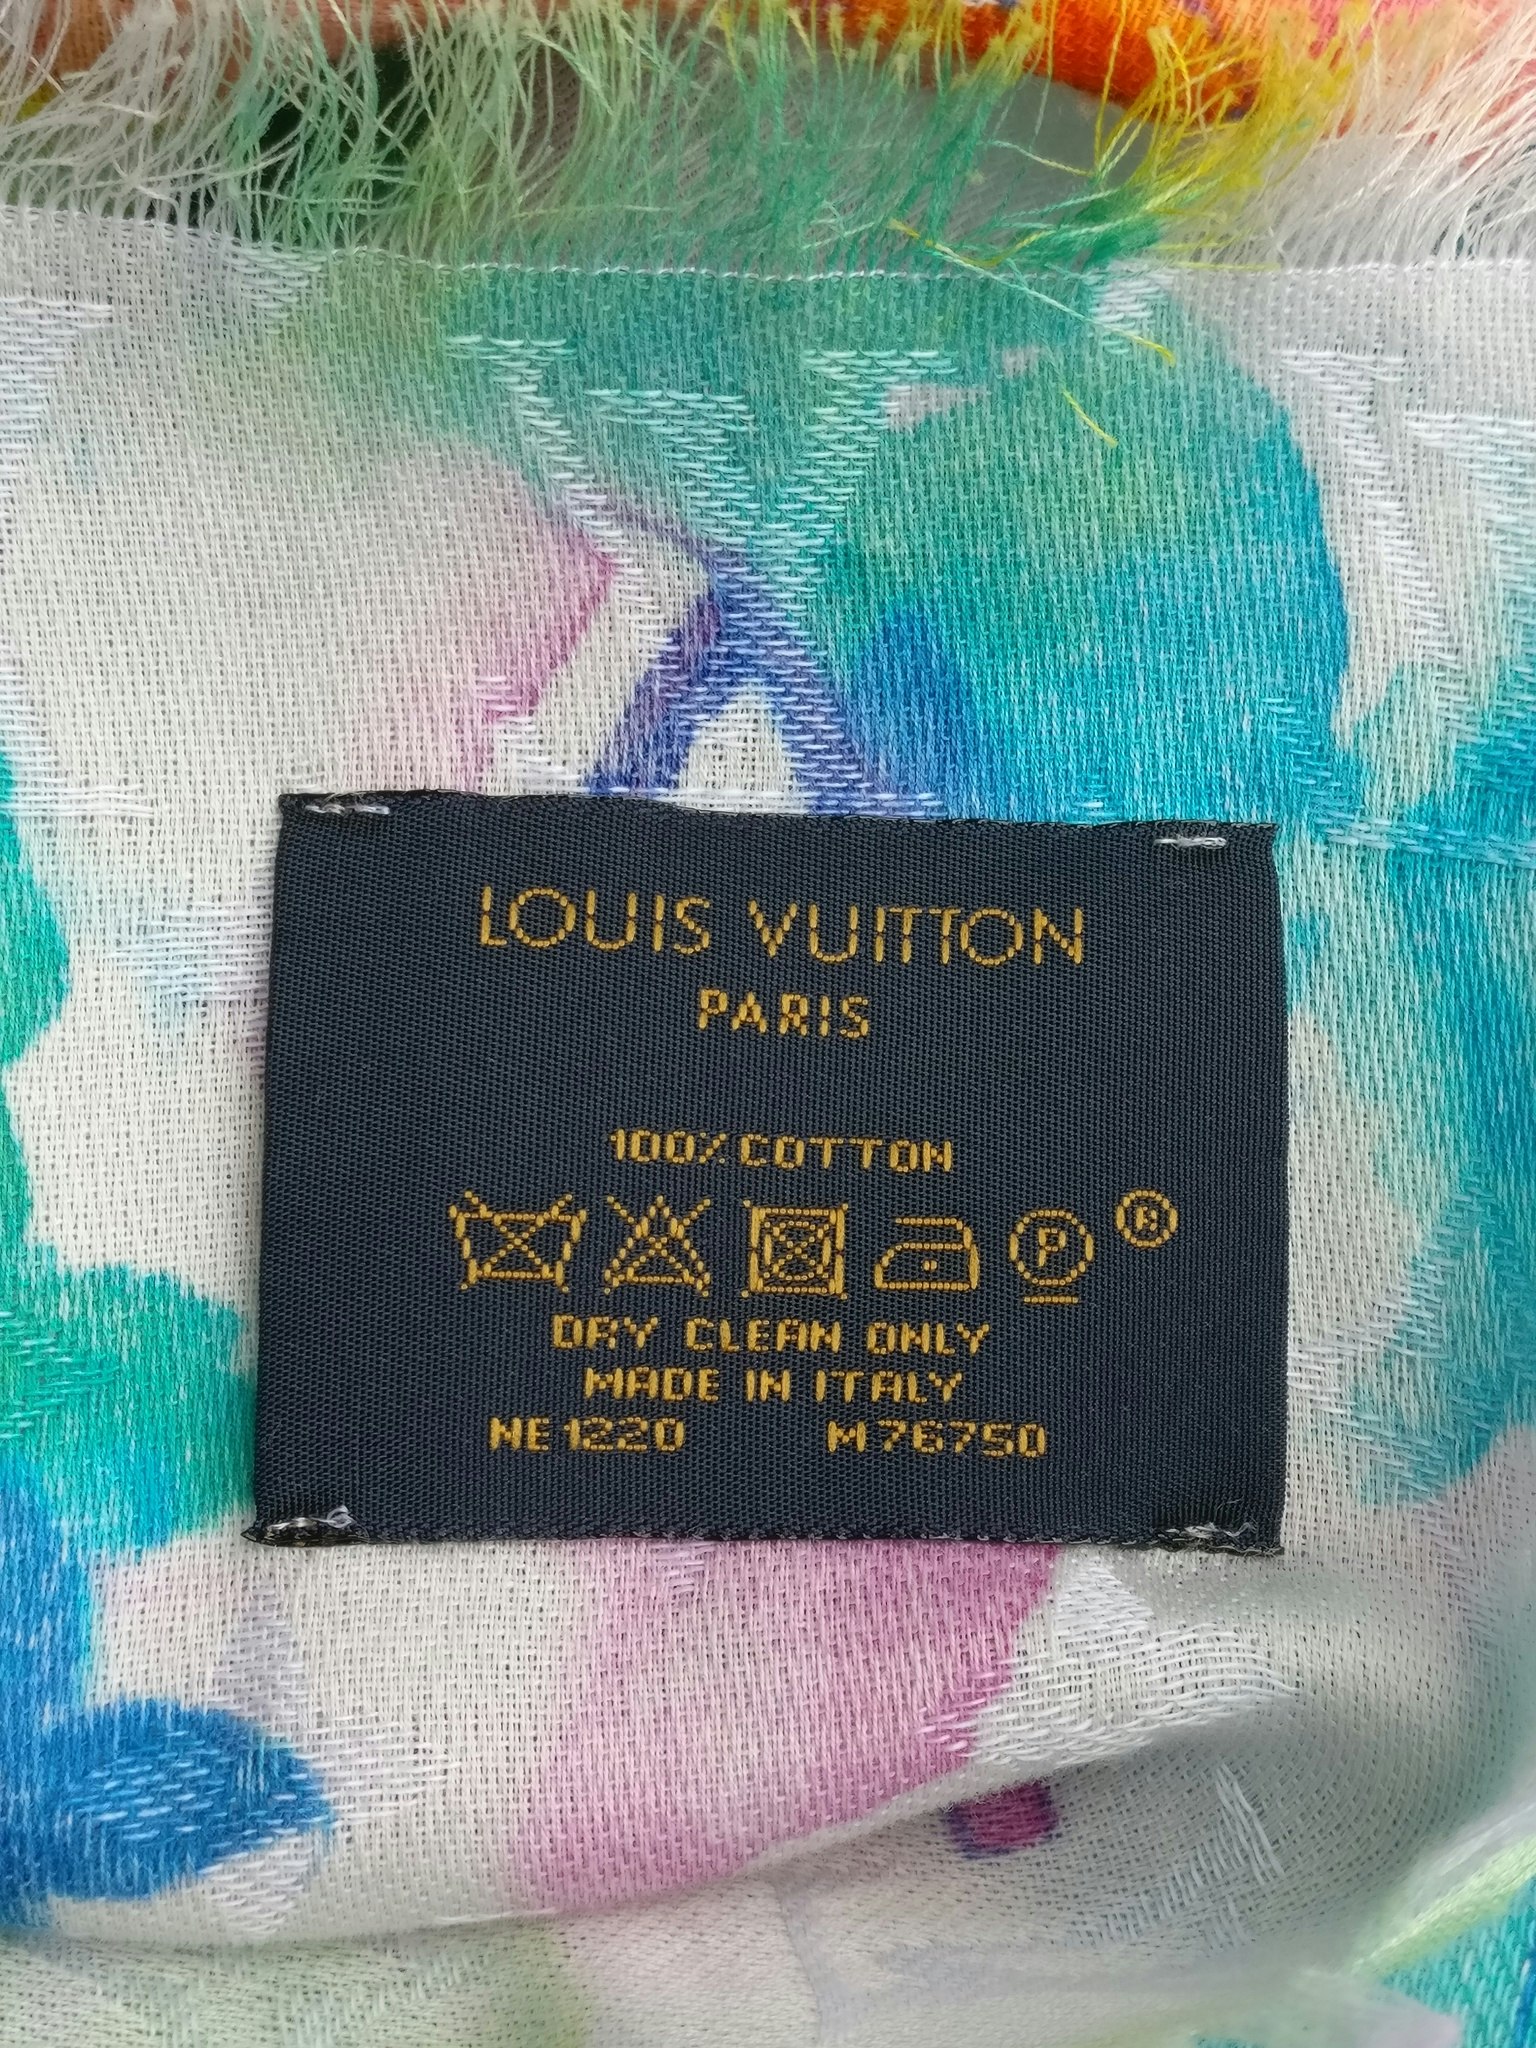 LOUIS VUITTON
PARIS
100% COTTON
P ®
DRY CLEAN ONLY
MADE IN ITALY
NE1220 M76750